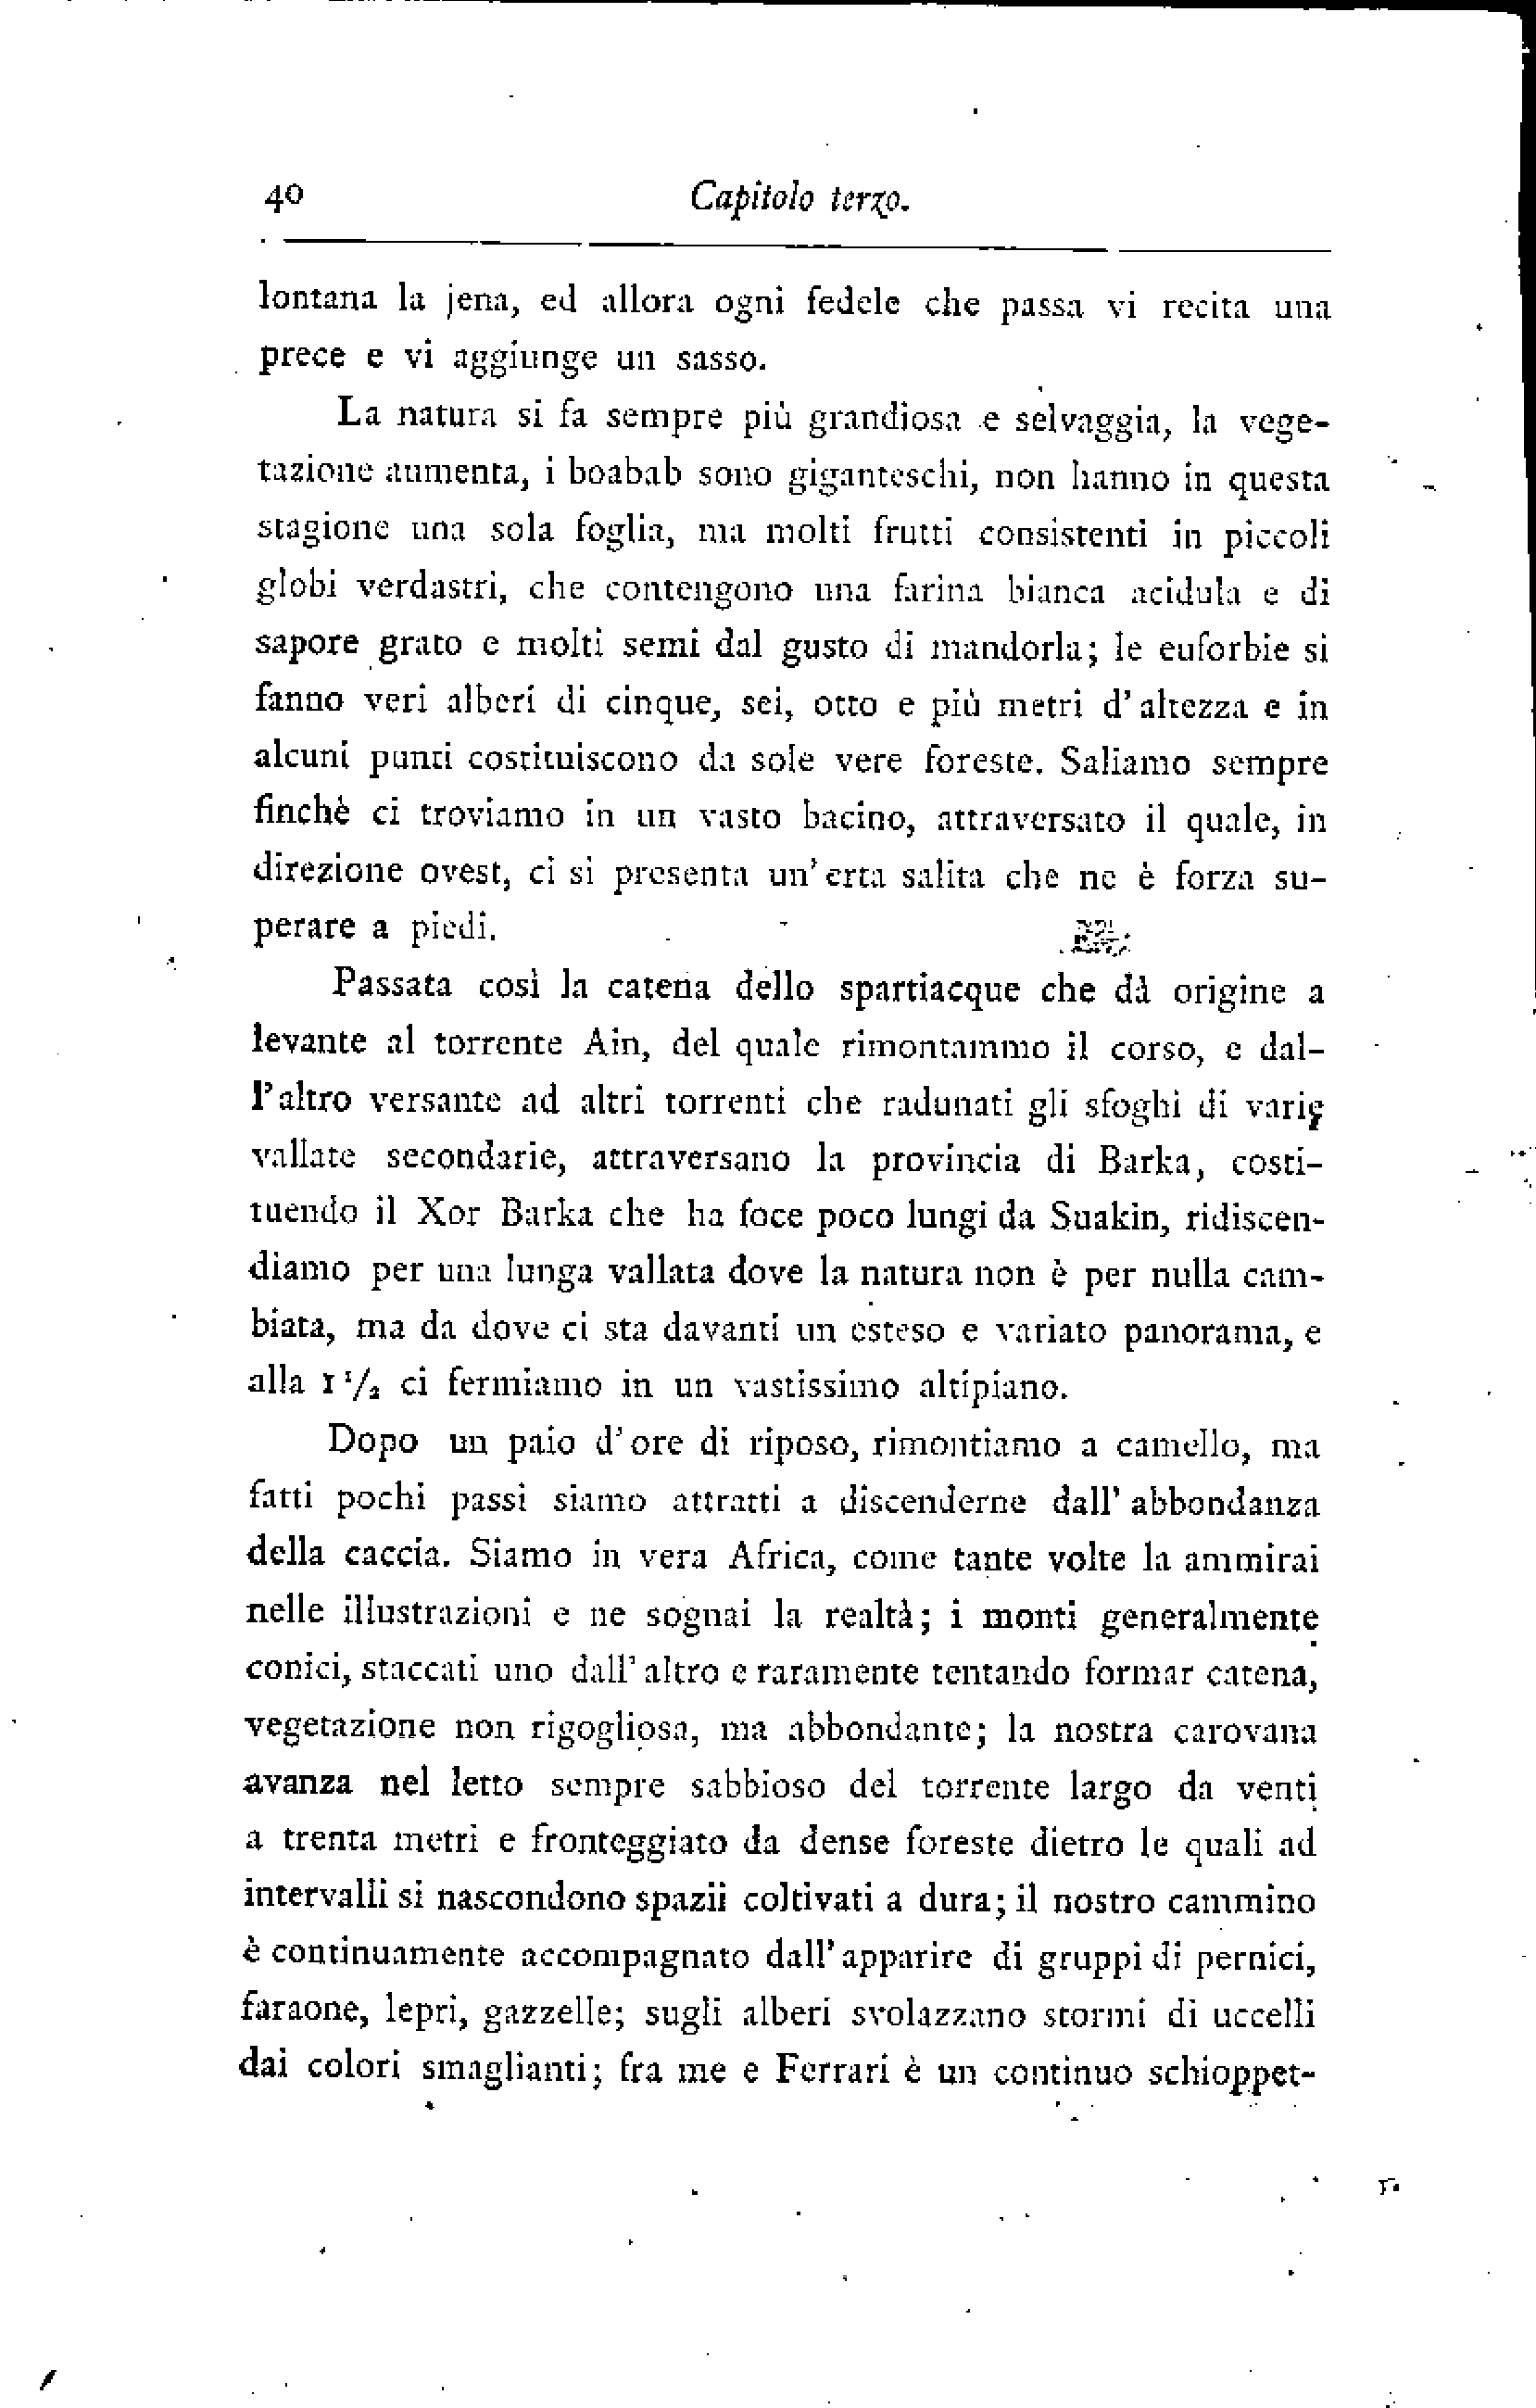 40
Capitolo terzo.
lontana la jena, ed allora ogni fedele che passa vi recita una
prece e vi aggiunge un sasso.
La natura si fa sempre più grandiosa e selvaggia, la vege-
tazione aumenta, i boabab sono giganteschi, non hanno in questa
stagione una sola foglia, ma molti frutti consistenti in piccoli
globi verdastri, che contengono una farina bianca acidula e di
sapore grato e molti semi dal gusto di mandorla; le euforbie si
fanno veri alberi di cinque, sei, otto e più metri d'altezza e in
alcuni punti costituiscono da sole vere foreste. Saliamo sempre
finchè ci troviamo in un vasto bacino, attraversato il quale, in
direzione ovest, ci si presenta un'erta salita che ne è forza su-
perare a piedi.
Passata così la catena dello spartiacque che dà origine a
levante al torrente Ain, del quale rimontammo il corso, e dal-
l'altro versante ad altri torrenti che radunati gli sfoghi di varie
vallate secondarie, attraversano la provincia di Barka, costi-
tuendo il Xor Barka che ha foce poco lungi da Suakin, ridiscen-
diamo per una lunga vallata dove la natura non è per nulla cam-
biata, ma da dove ci sta davanti un esteso e variato panorama, e
alla 1 1/2 ci fermiamo in un vastissimo altipiano.
Dopo un paio d'ore di riposo, rimontiamo a camello, ma
fatti pochi passi siamo attratti a discenderne dall'abbondanza
della caccia. Siamo in vera Africa, come tante volte la ammirai
nelle illustrazioni e ne sognai la realtà; i monti generalmente
conici, staccati uno dall'altro e raramente tentando formar catena,
vegetazione non rigogliosa, ma abbondante; la nostra carovana
avanza nel letto sempre sabbioso del torrente largo da venti
a trenta metri e fronteggiato da dense foreste dietro le quali ad
intervalli si nascondono spazii coltivati a dura; il nostro cammino
è continuamente accompagnato dall'apparire di gruppi di pernici,
faraone, lepri, gazzelle; sugli alberi svolazzano stormi di uccelli
dai colori smaglianti; fra me e Ferrari è un continuo schioppet-